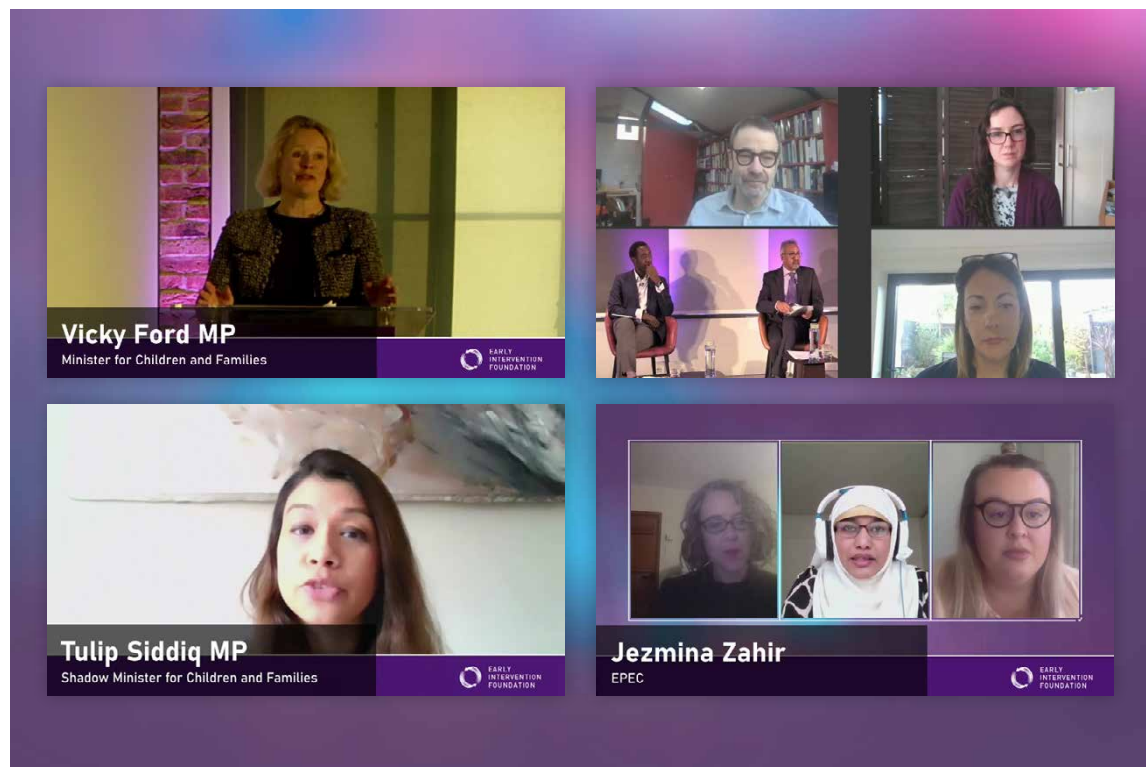 Vicky Ford MP
Minister for Children and Families
EARLY
INTERVENTION
FOUNDATION
Tulip Siddiq MP
Shadow Minister for Children and Families
EARLY
INTERVENTION
FOUNDATION
Jezmina Zahir
EPEC
EARLY
INTERVENTION
FOUNDATION